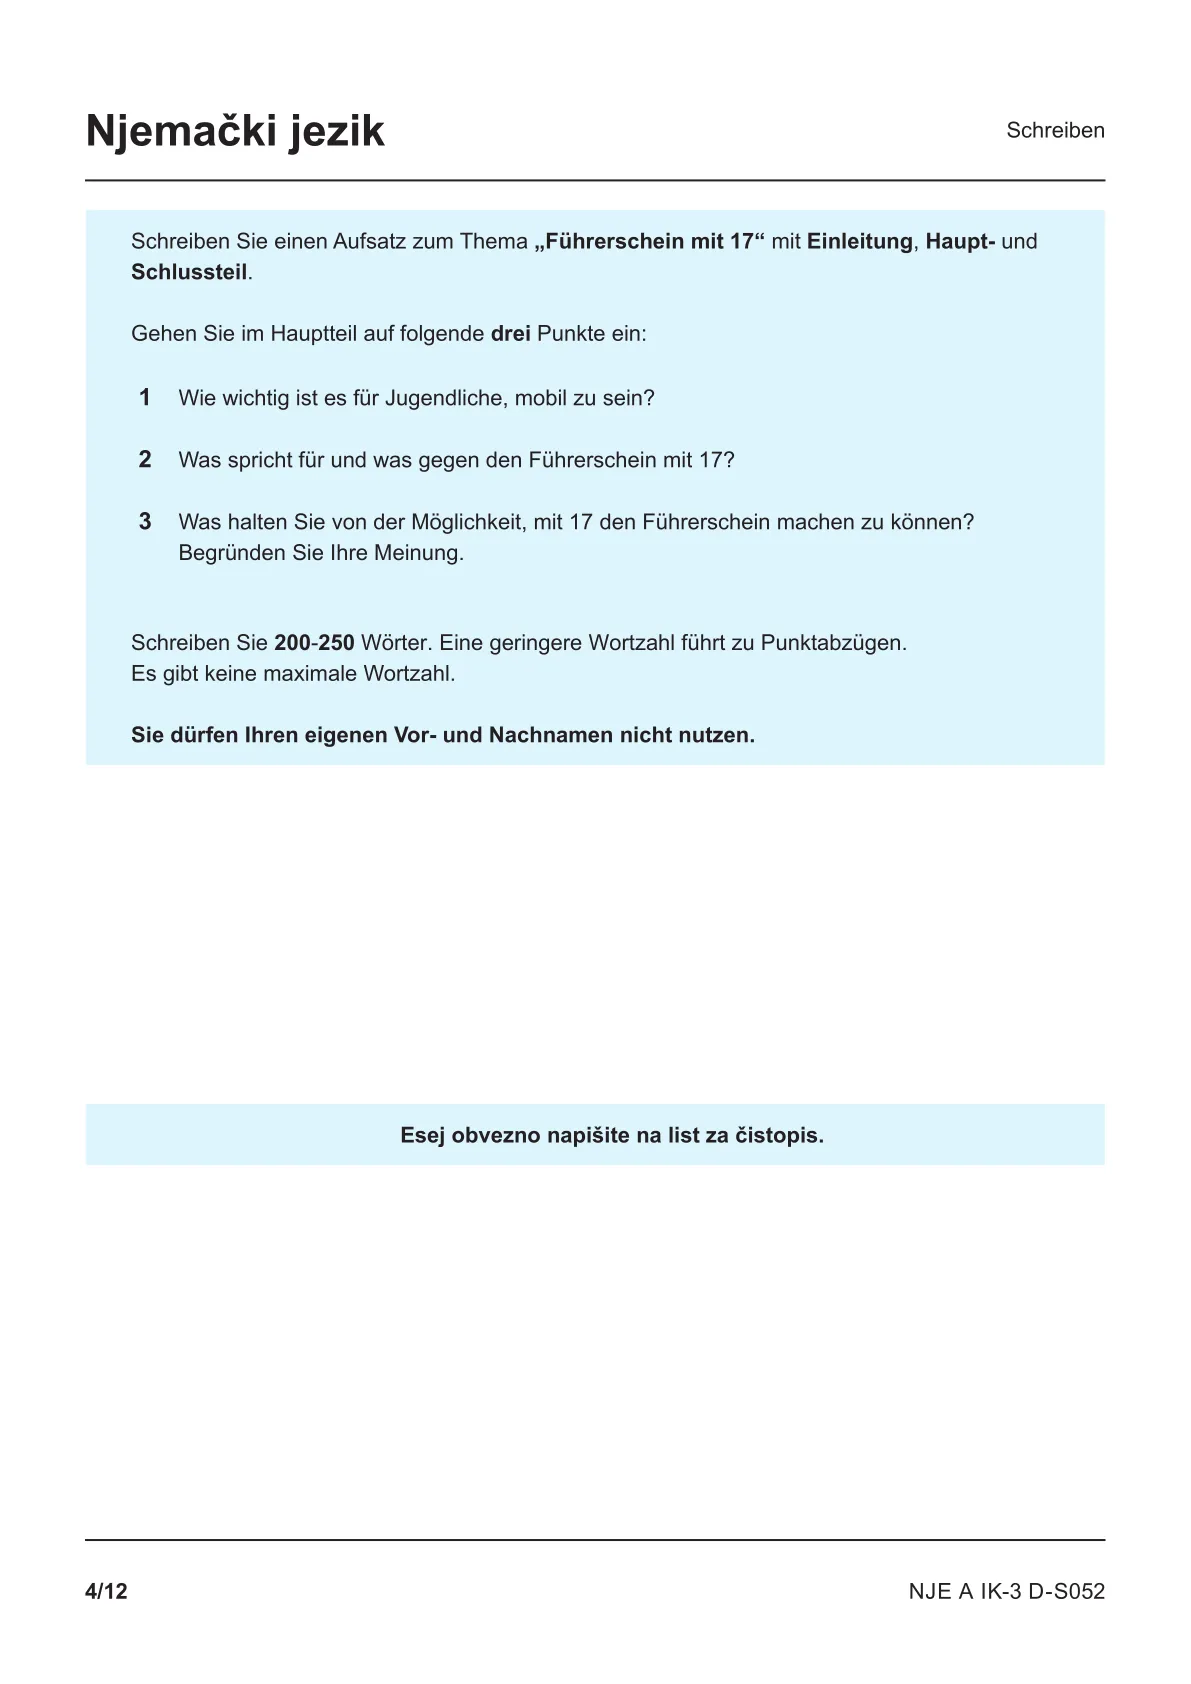 Njemački jezik
Schreiben
Schreiben Sie einen Aufsatz zum Thema „Führerschein mit 17“ mit Einleitung, Haupt- und
Schlussteil.
Gehen Sie im Hauptteil auf folgende drei Punkte ein:
1 Wie wichtig ist es für Jugendliche, mobil zu sein?
2 Was spricht für und was gegen den Führerschein mit 17?
3 Was halten Sie von der Möglichkeit, mit 17 den Führerschein machen zu können?
Begründen Sie Ihre Meinung.
Schreiben Sie 200-250 Wörter. Eine geringere Wortzahl führt zu Punktabzügen.
Es gibt keine maximale Wortzahl.
Sie dürfen Ihren eigenen Vor- und Nachnamen nicht nutzen.
Esej obvezno napišite na list za čistopis.
4/12
NJE A IK-3 D-S052